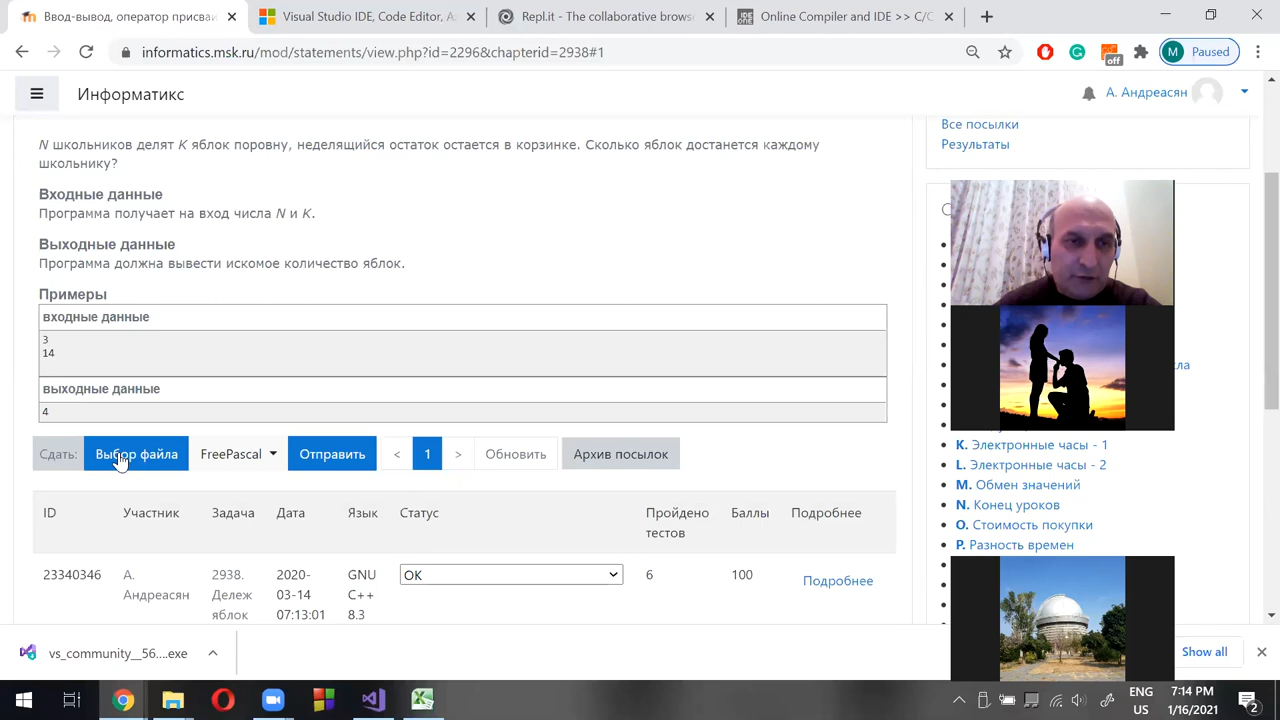 Ввод-вывод, оператор присваи
Visual Studio IDE, Code Editor, A
Repl.it - The collaborative brows
Online Compiler and IDE >> C/C
informatics.msk.ru/mod/statements/view.php?id=2296&chapterid=2938#1
off
M Paused
Информатикс
А. Андреасян
N школьников делят K яблок поровну, неделящийся остаток остается в корзинке. Сколько яблок достанется каждому
школьнику?
Входные данные
Программа получает на вход числа N и K.
Выходные данные
Программа должна вывести искомое количество яблок.
Примеры
входные данные
3
14
выходные данные
4
Сдать: Выбор файла FreePascal Отправить < 1 > Обновить Архив посылок
ID Участник Задача Дата Язык Статус Пройдено тестов Баллы Подробнее
23340346 А. Андреасян 2938. Дележ яблок 2020-03-14 07:13:01 GNU C++ 8.3 OK 6 100 Подробнее
Все посылки
Результаты
K. Электронные часы - 1
L. Электронные часы - 2
M. Обмен значений
N. Конец уроков
O. Стоимость покупки
P. Разность времен
vs_community__56....exe
Show all
ENG
US
7:14 PM
1/16/2021
2